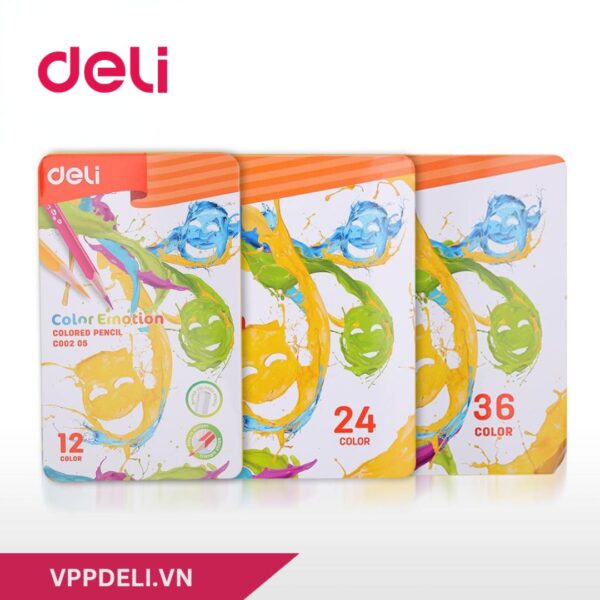 deli
deli
Color Emotion
COLORED PENCIL
C002 05
12
COLOR
24
COLOR
36
COLOR
VPPDELI.VN